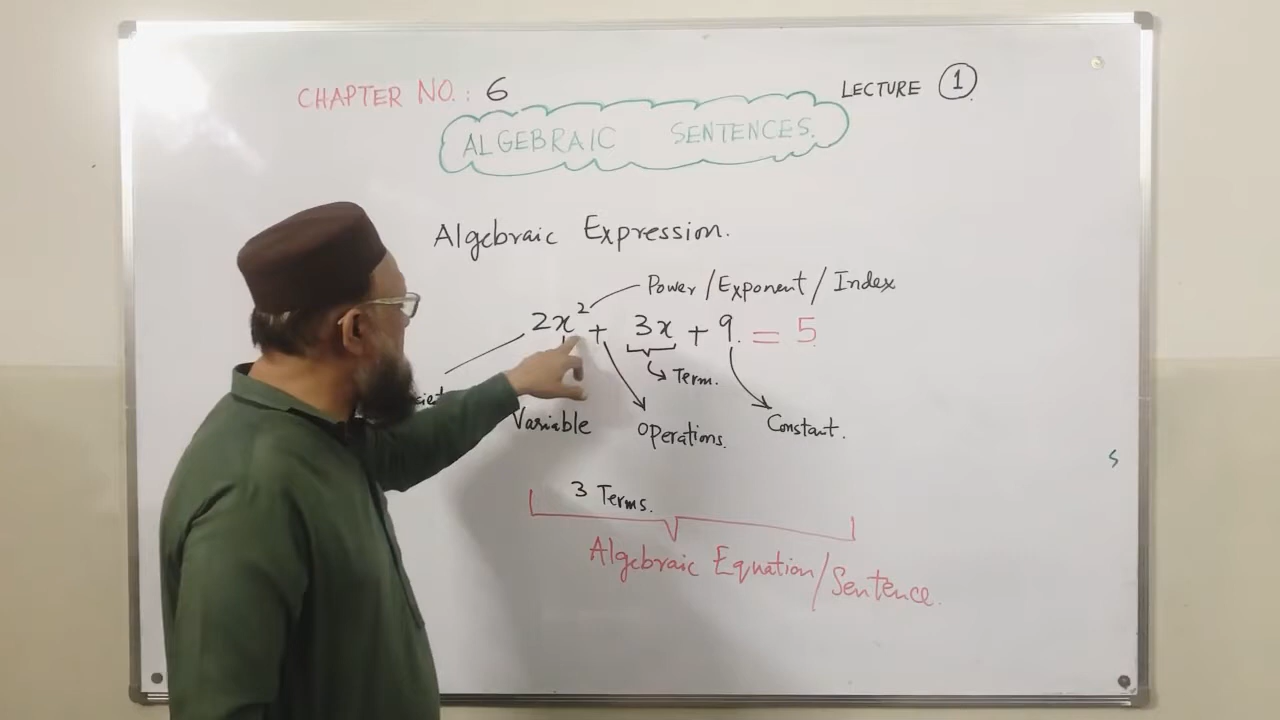 CHAPTER NO.: 6
LECTURE 1
ALGEBRAIC SENTENCES.
Algebraic Expression.
Power/Exponent/Index
2x² + 3x + 9 = 5
Term.
Variable
Operations.
Constant.
3 Terms.
Algebraic Equation/Sentence.